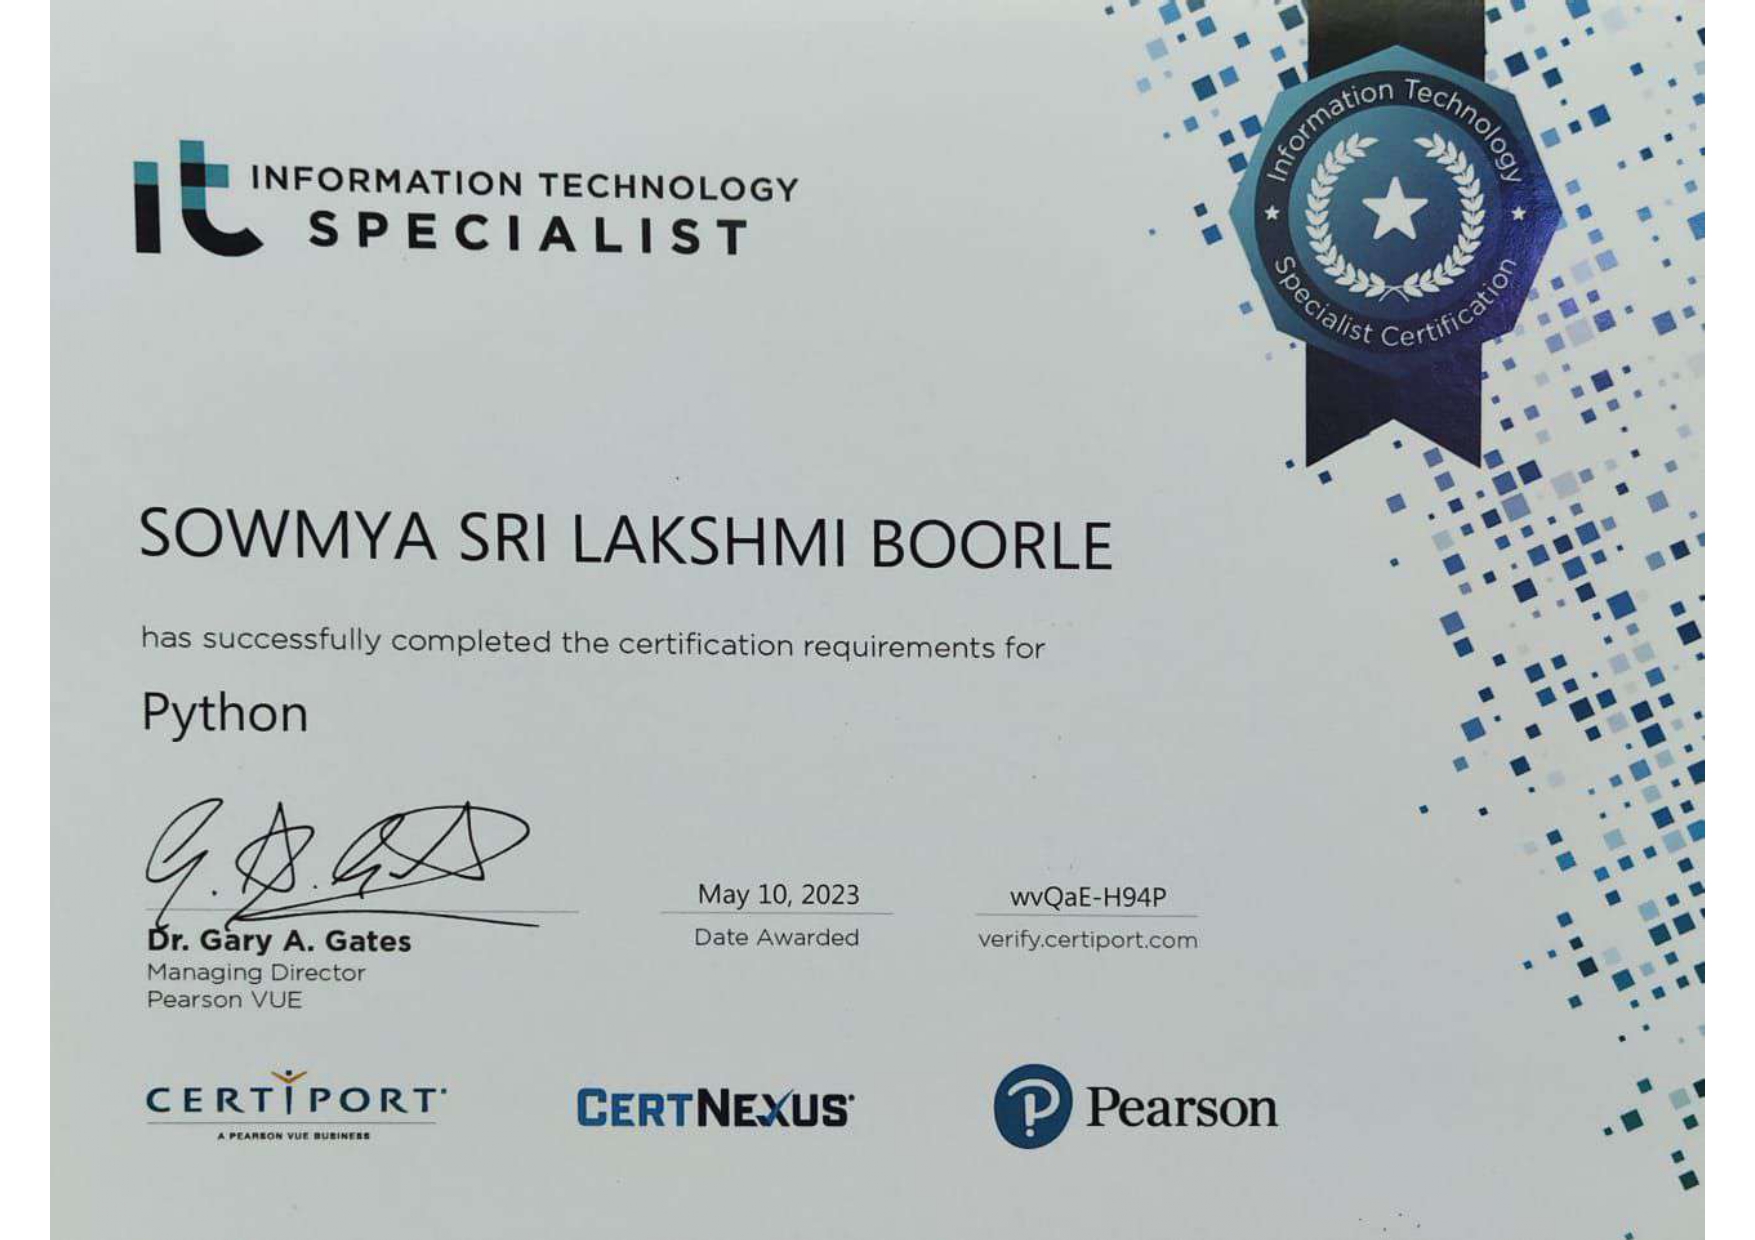 it INFORMATION TECHNOLOGY
SPECIALIST
Information Technology
Specialist Certification
SOWMYA SRI LAKSHMI BOORLE
has successfully completed the certification requirements for
Python
G. A. Gates
May 10, 2023
wvQaE-H94P
Dr. Gary A. Gates
Date Awarded
verify.certiport.com
Managing Director
Pearson VUE
CERTIPORT
A PEARSON VUE BUSINESS
CERTNEXUS
P Pearson